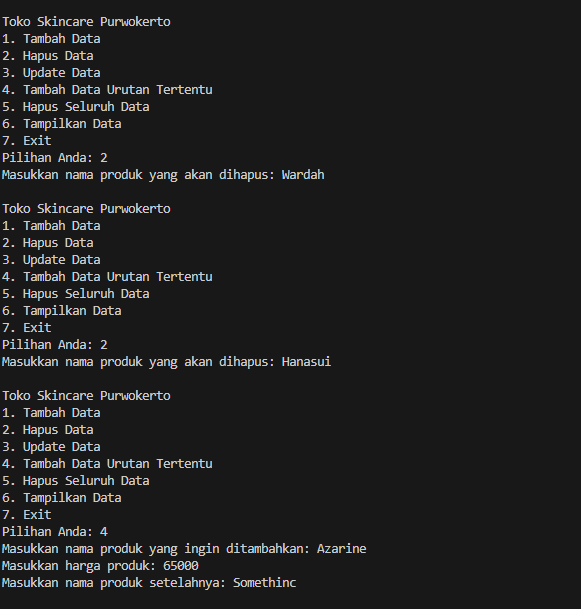 Toko Skincare Purwokerto
1. Tambah Data
2. Hapus Data
3. Update Data
4. Tambah Data Urutan Tertentu
5. Hapus Seluruh Data
6. Tampilkan Data
7. Exit
Pilihan Anda: 2
Masukkan nama produk yang akan dihapus: Wardah
Toko Skincare Purwokerto
1. Tambah Data
2. Hapus Data
3. Update Data
4. Tambah Data Urutan Tertentu
5. Hapus Seluruh Data
6. Tampilkan Data
7. Exit
Pilihan Anda: 2
Masukkan nama produk yang akan dihapus: Hanasui
Toko Skincare Purwokerto
1. Tambah Data
2. Hapus Data
3. Update Data
4. Tambah Data Urutan Tertentu
5. Hapus Seluruh Data
6. Tampilkan Data
7. Exit
Pilihan Anda: 4
Masukkan nama produk yang ingin ditambahkan: Azarine
Masukkan harga produk: 65000
Masukkan nama produk setelahnya: Somethinc